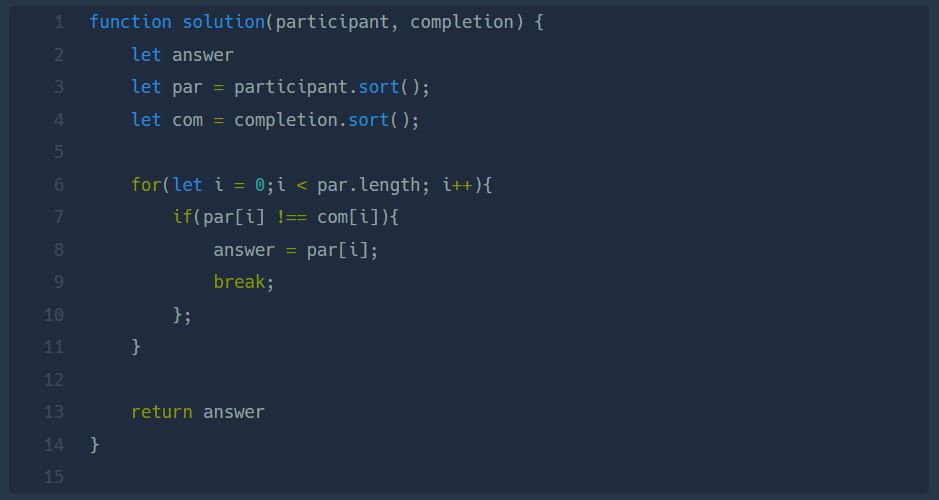 1 function solution(participant, completion) {
2 let answer
3 let par = participant.sort();
4 let com = completion.sort();
5
6 for(let i = 0;i < par.length; i++){
7 if(par[i] !== com[i]){
8 answer = par[i];
9 break;
10 };
11 }
12
13 return answer
14 }
15